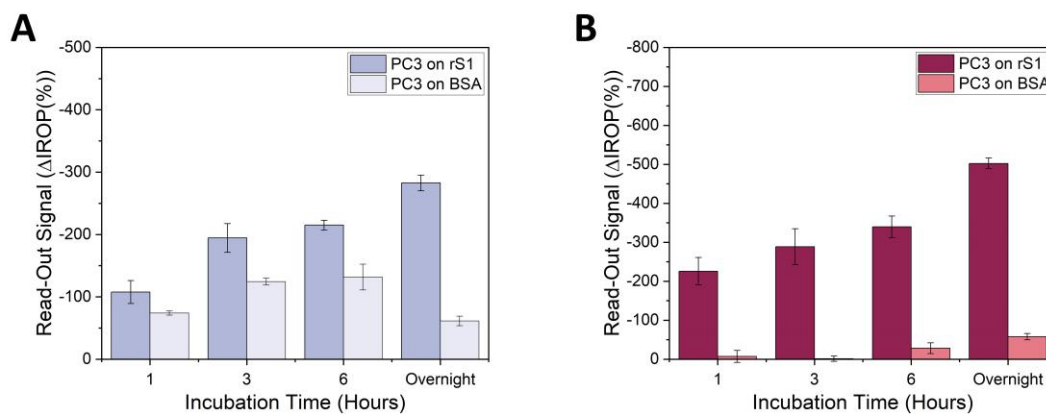 A
Read-Out Signal (ΔIROP(%))
-500
-400
-300
-200
-100
0
PC3 on rS1
PC3 on BSA
1
3
6
Overnight
Incubation Time (Hours)
B
Read-Out Signal (ΔIROP(%))
-800
-700
-600
-500
-400
-300
-200
-100
0
PC3 on rS1
PC3 on BSA
1
3
6
Overnight
Incubation Time (Hours)